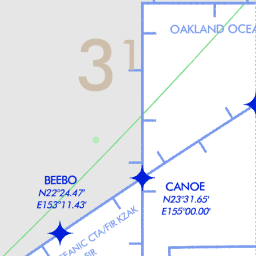 OAKLAND OCEA
31
BEEBO
N22°24.47'
E153°11.43'
CANOE
N23°31.65'
E155°00.00'
EANIC CTA/FIR KZAK
FIR